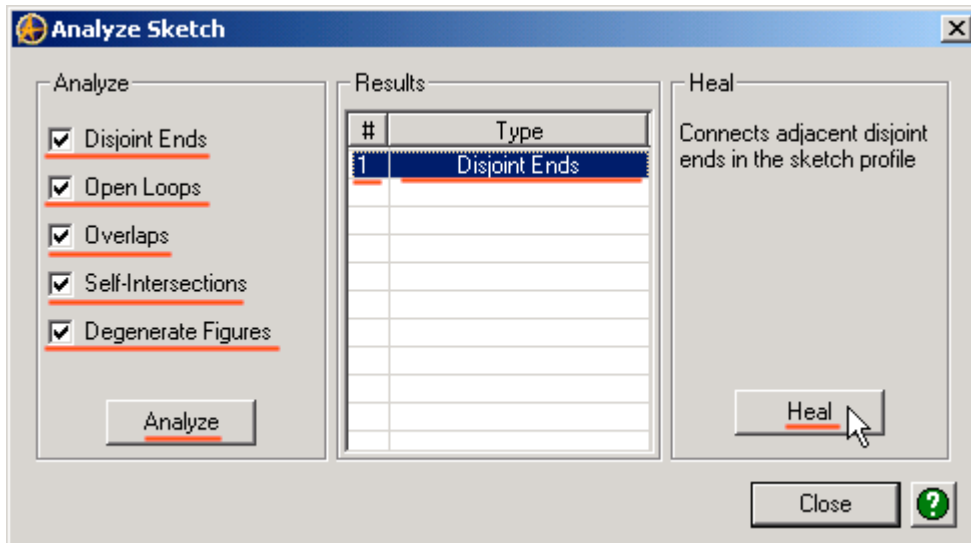 Analyze Sketch
Analyze
Disjoint Ends
Open Loops
Overlaps
Self-Intersections
Degenerate Figures
Analyze
Results
# Type
1 Disjoint Ends
Heal
Connects adjacent disjoint
ends in the sketch profile
Heal
Close
?